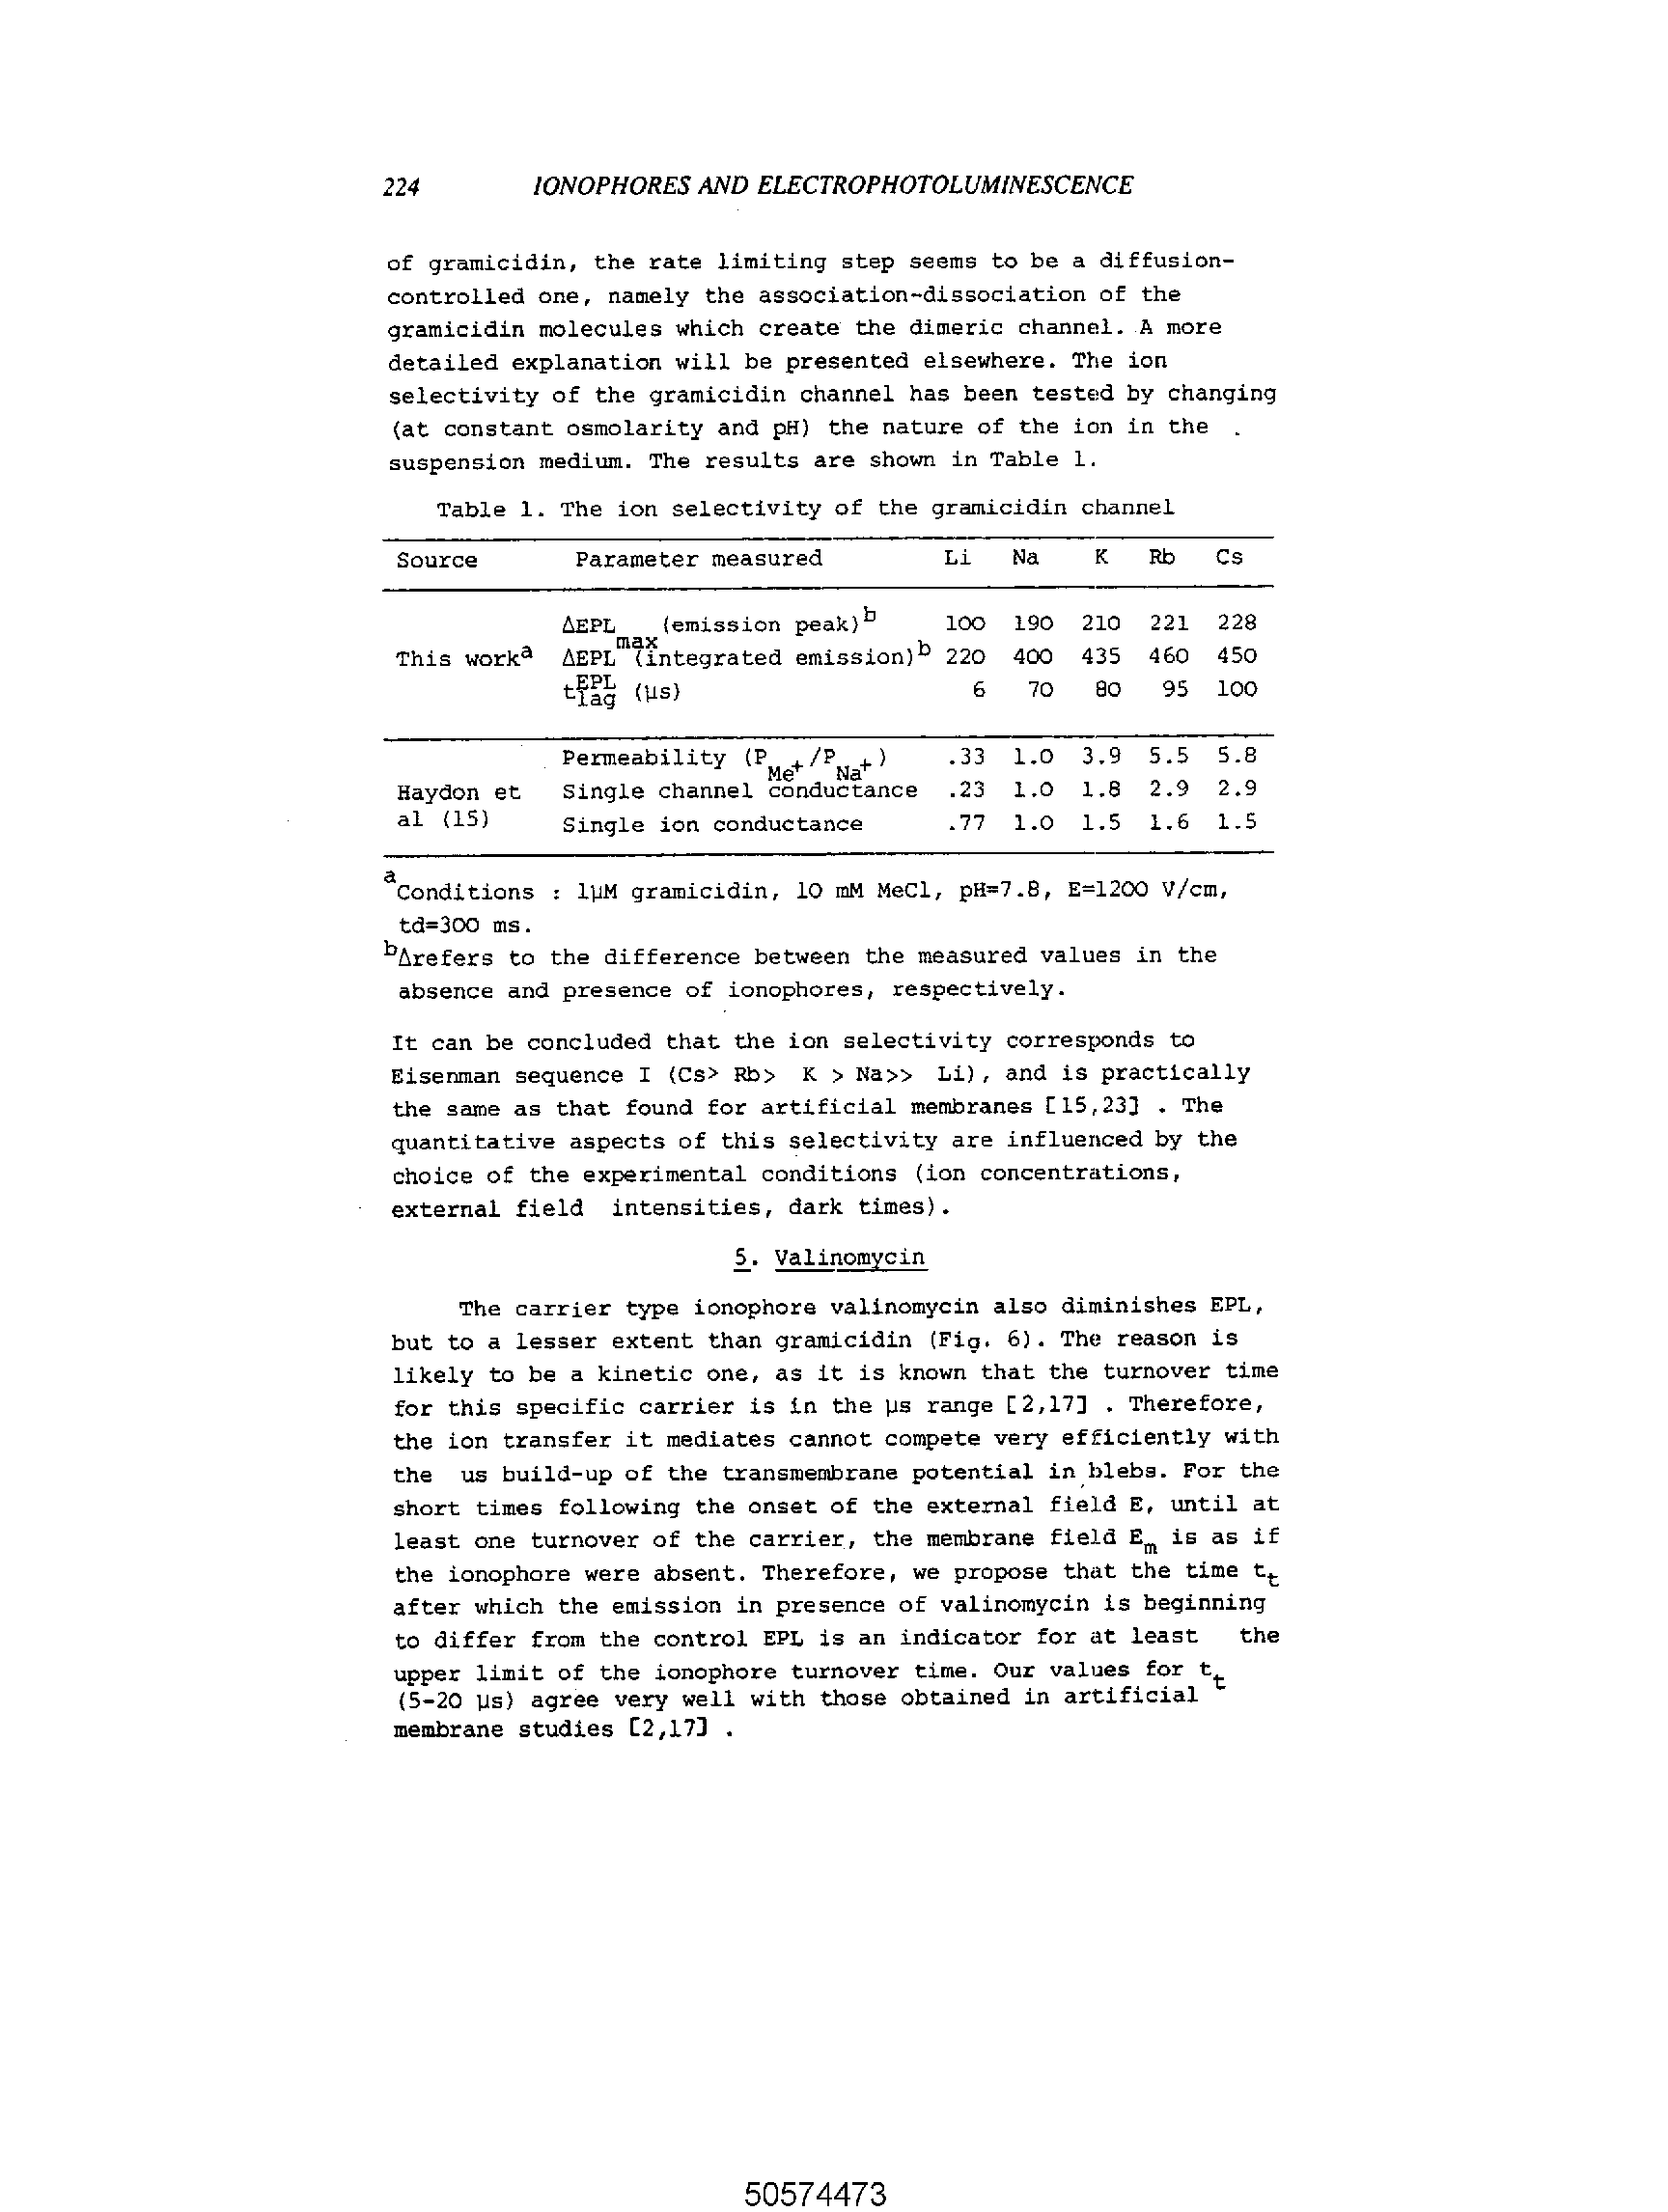 224 IONOPHORES AND ELECTROPHOTOLUMINESCENCE
of gramicidin, the rate limiting step seems to be a diffusion-
controlled one, namely the association-dissociation of the
gramicidin molecules which create the dimeric channel. A more
detailed explanation will be presented elsewhere. The ion
selectivity of the gramicidin channel has been tested by changing
(at constant osmolarity and pH) the nature of the ion in the .
suspension medium. The results are shown in Table 1.
Table 1. The ion selectivity of the gramicidin channel
Source Parameter measured Li Na K Rb Cs
ΔEPLmax (emission peak)b 100 190 210 221 228
This worka ΔEPL (integrated emission)b 220 400 435 460 450
tEPLlag (µs) 6 70 80 95 100
Permeability (PMe+/PNa+) .33 1.0 3.9 5.5 5.8
Haydon et Single channel conductance .23 1.0 1.8 2.9 2.9
al (15) Single ion conductance .77 1.0 1.5 1.6 1.5
aConditions : 1µM gramicidin, 10 mM MeCl, pH=7.8, E=1200 V/cm,
td=300 ms.
bΔrefers to the difference between the measured values in the
absence and presence of ionophores, respectively.
It can be concluded that the ion selectivity corresponds to
Eisenman sequence I (Cs> Rb> K > Na>> Li), and is practically
the same as that found for artificial membranes [15,23] . The
quantitative aspects of this selectivity are influenced by the
choice of the experimental conditions (ion concentrations,
external field intensities, dark times).
5. Valinomycin
The carrier type ionophore valinomycin also diminishes EPL,
but to a lesser extent than gramicidin (Fig. 6). The reason is
likely to be a kinetic one, as it is known that the turnover time
for this specific carrier is in the µs range [2,17] . Therefore,
the ion transfer it mediates cannot compete very efficiently with
the us build-up of the transmembrane potential in blebs. For the
short times following the onset of the external field E, until at
least one turnover of the carrier, the membrane field Em is as if
the ionophore were absent. Therefore, we propose that the time tt
after which the emission in presence of valinomycin is beginning
to differ from the control EPL is an indicator for at least the
upper limit of the ionophore turnover time. Our values for tt
(5-20 µs) agree very well with those obtained in artificial
membrane studies [2,17] .
50574473